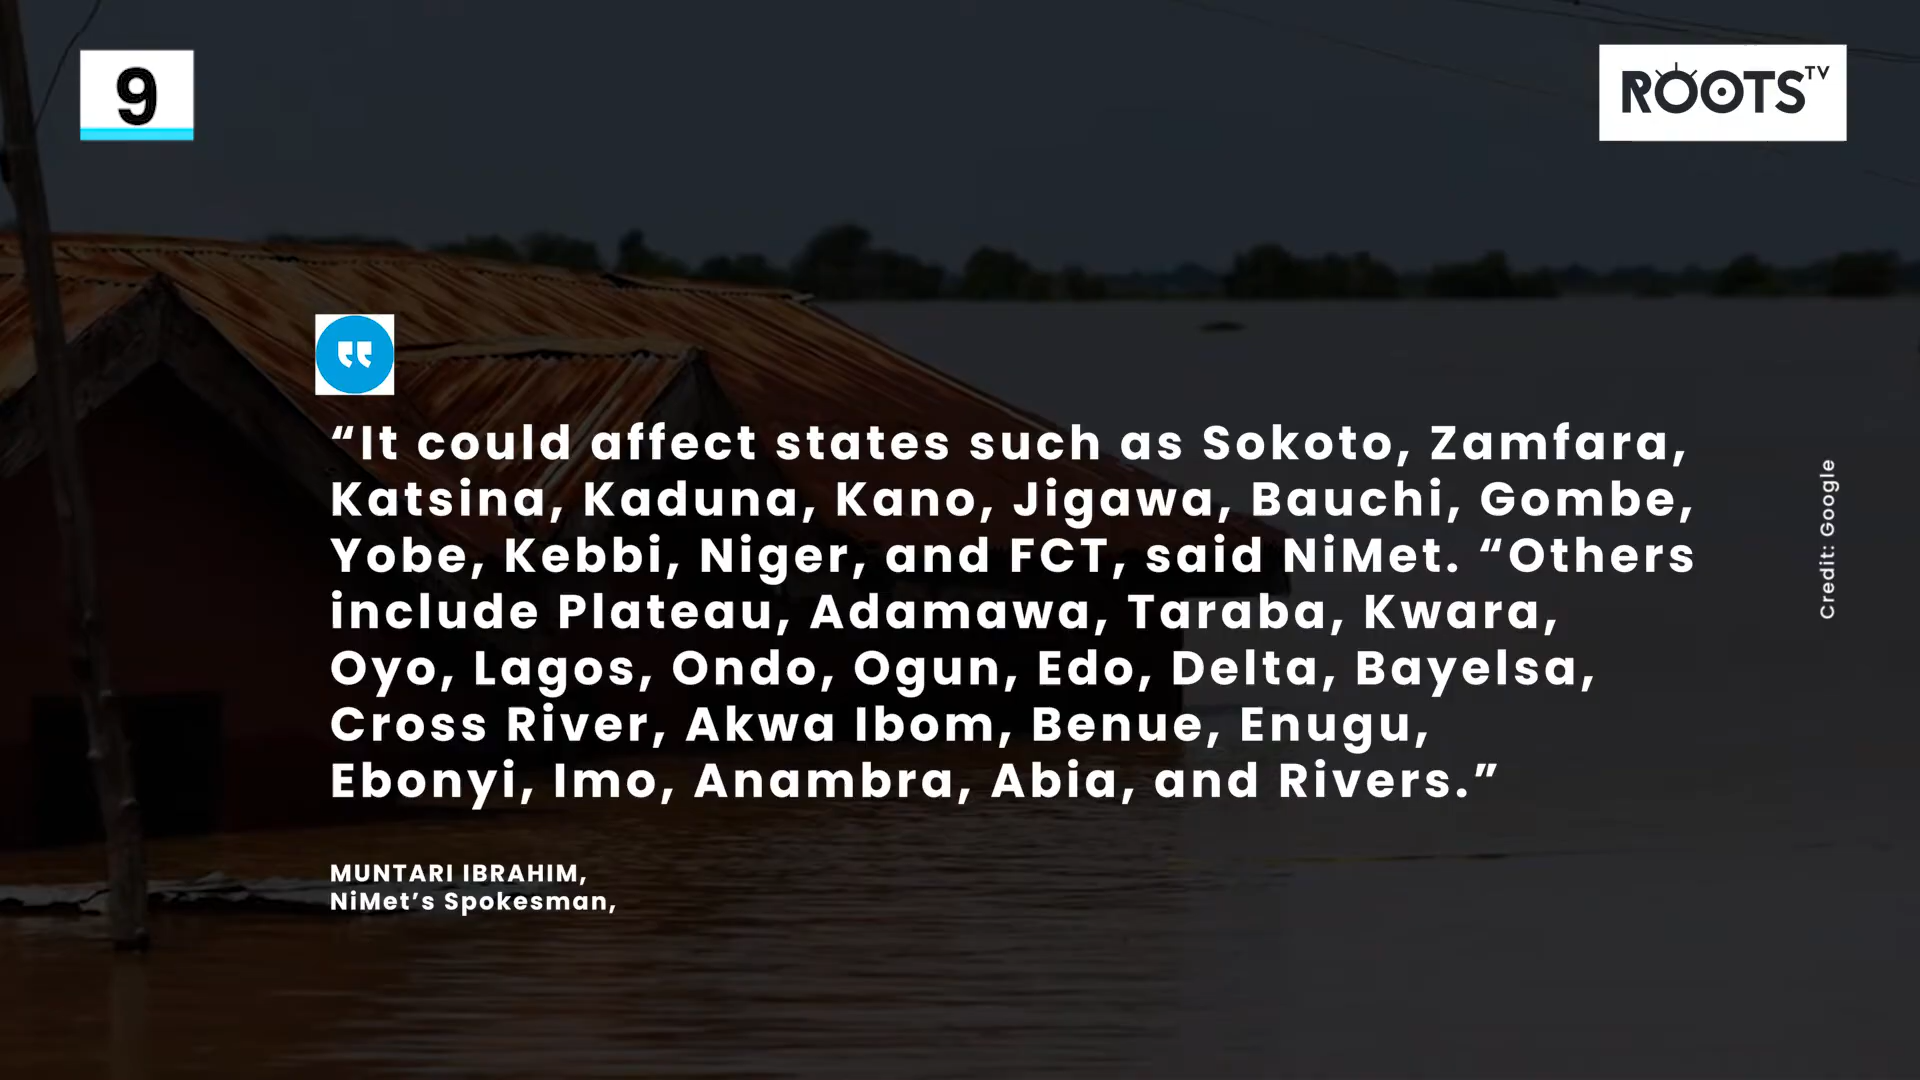 9
ROOTS TV
“It could affect states such as Sokoto, Zamfara,
Katsina, Kaduna, Kano, Jigawa, Bauchi, Gombe,
Yobe, Kebbi, Niger, and FCT, said NiMet. “Others
include Plateau, Adamawa, Taraba, Kwara,
Oyo, Lagos, Ondo, Ogun, Edo, Delta, Bayelsa,
Cross River, Akwa Ibom, Benue, Enugu,
Ebonyi, Imo, Anambra, Abia, and Rivers.”
MUNTARI IBRAHIM,
NiMet’s Spokesman,
Credit: Google